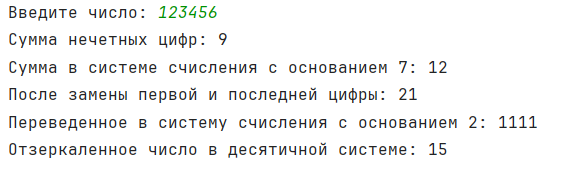 Введите число: 123456
Сумма нечетных цифр: 9
Сумма в системе счисления с основанием 7: 12
После замены первой и последней цифры: 21
Переведенное в систему счисления с основанием 2: 1111
Отзеркаленное число в десятичной системе: 15